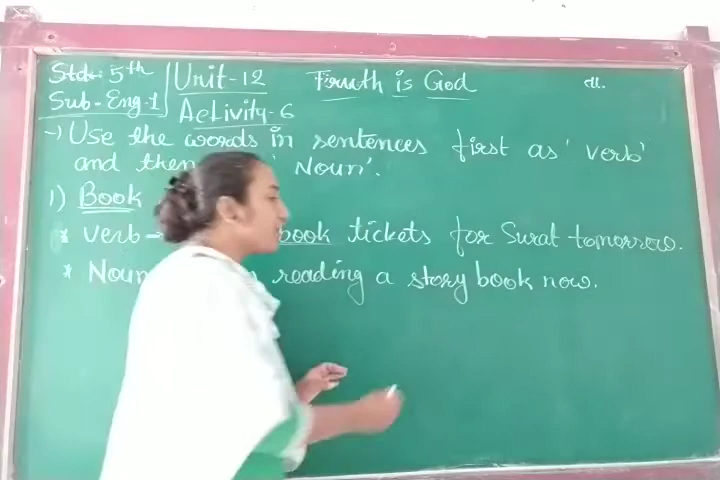 Std- 5th
Sub- Eng-1
Unit-12
Activity-6
Truth is God
dt.
→ Use the words in sentences first as 'verb'
and then 'Noun'.
1) Book
* verb → book tickets for Surat tomorrow.
* Noun reading a story book now.